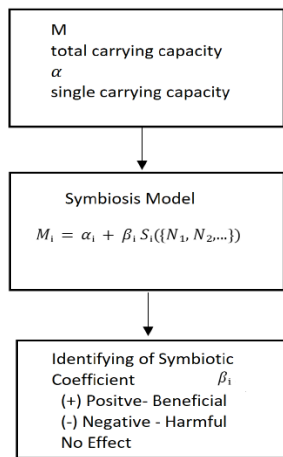 M
total carrying capacity
α
single carrying capacity
Symbiosis Model
Mᵢ = αᵢ + βᵢ Sᵢ({N₁, N₂,...})
Identifying of Symbiotic
Coefficient βᵢ
(+) Positve- Beneficial
(-) Negative - Harmful
No Effect